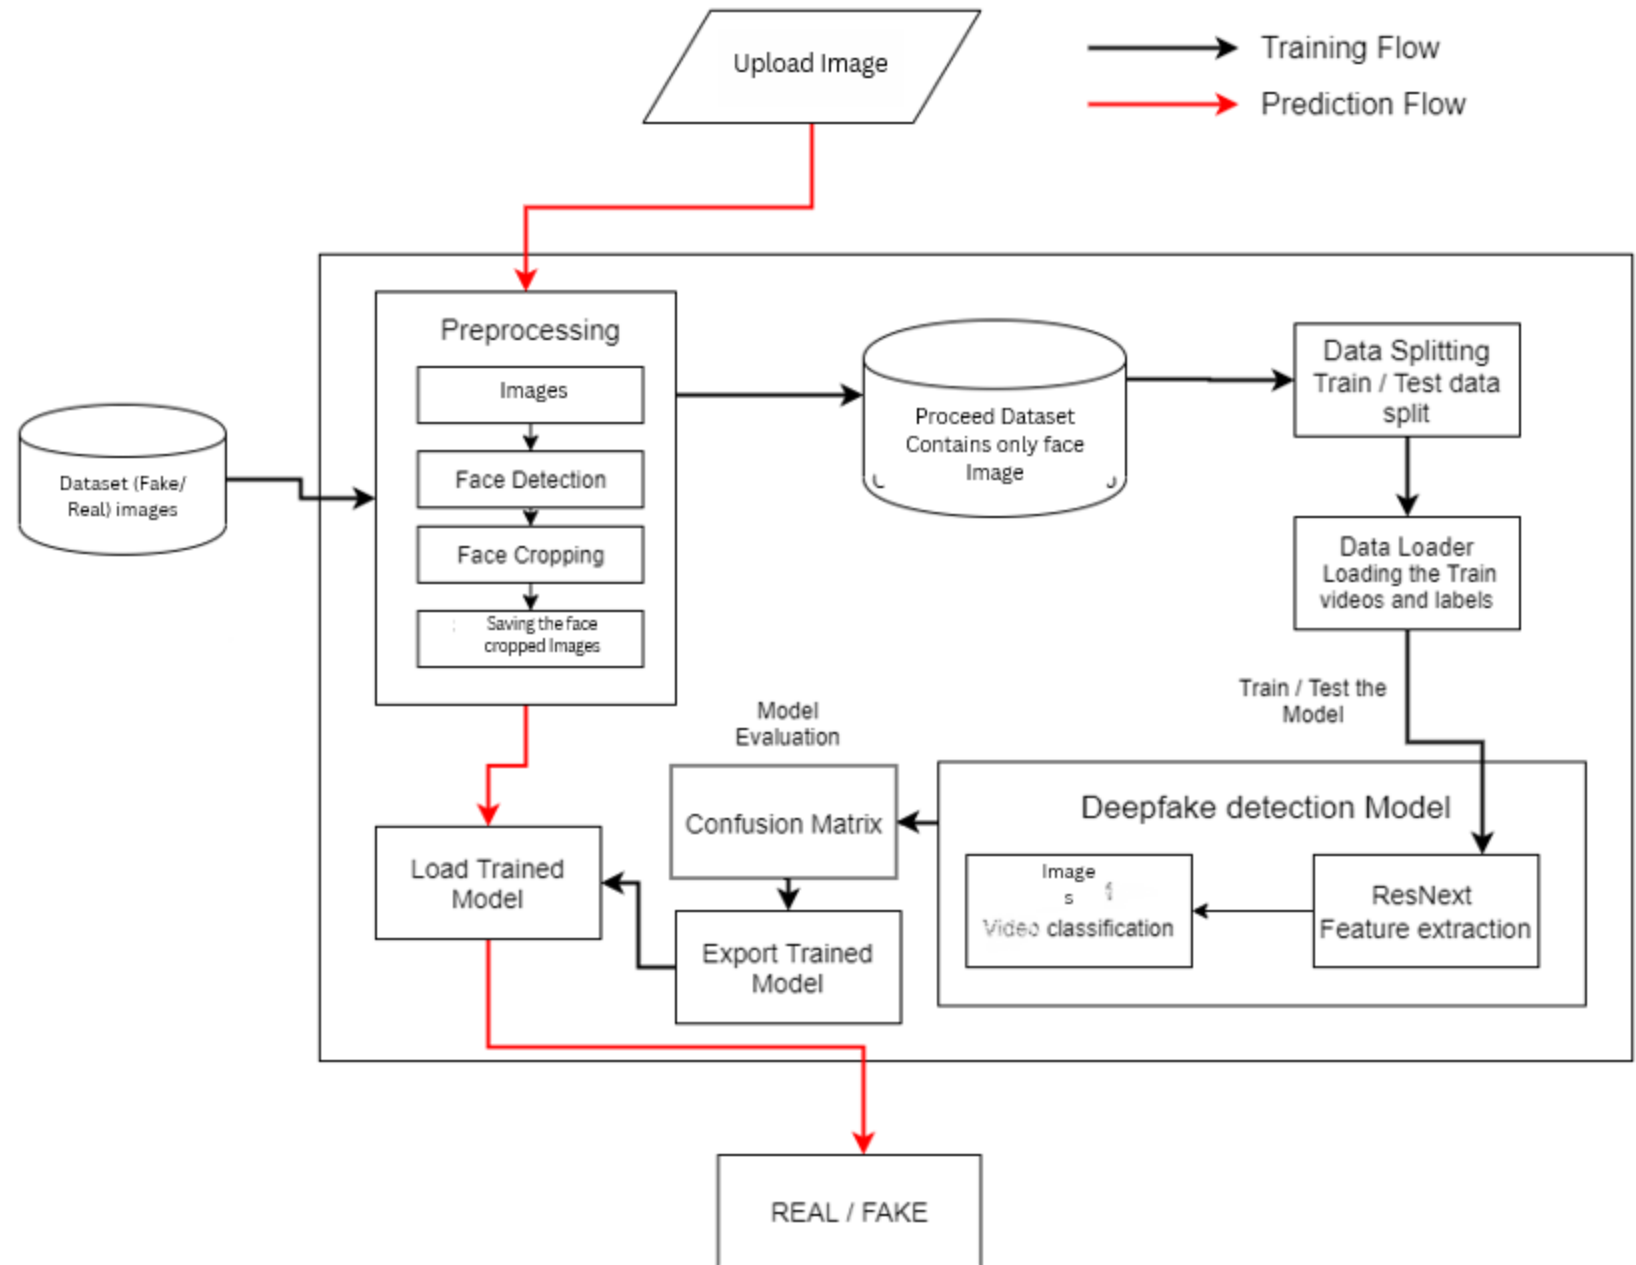 Upload Image
Training Flow
Prediction Flow
Preprocessing
Images
Face Detection
Face Cropping
Saving the face
cropped Images
Dataset (Fake/
Real) images
Proceed Dataset
Contains only face
Image
Data Splitting
Train / Test data
split
Data Loader
Loading the Train
videos and labels
Train / Test the
Model
Model
Evaluation
Confusion Matrix
Export Trained
Model
Load Trained
Model
Deepfake detection Model
Image
s
Video classification
ResNext
Feature extraction
REAL / FAKE